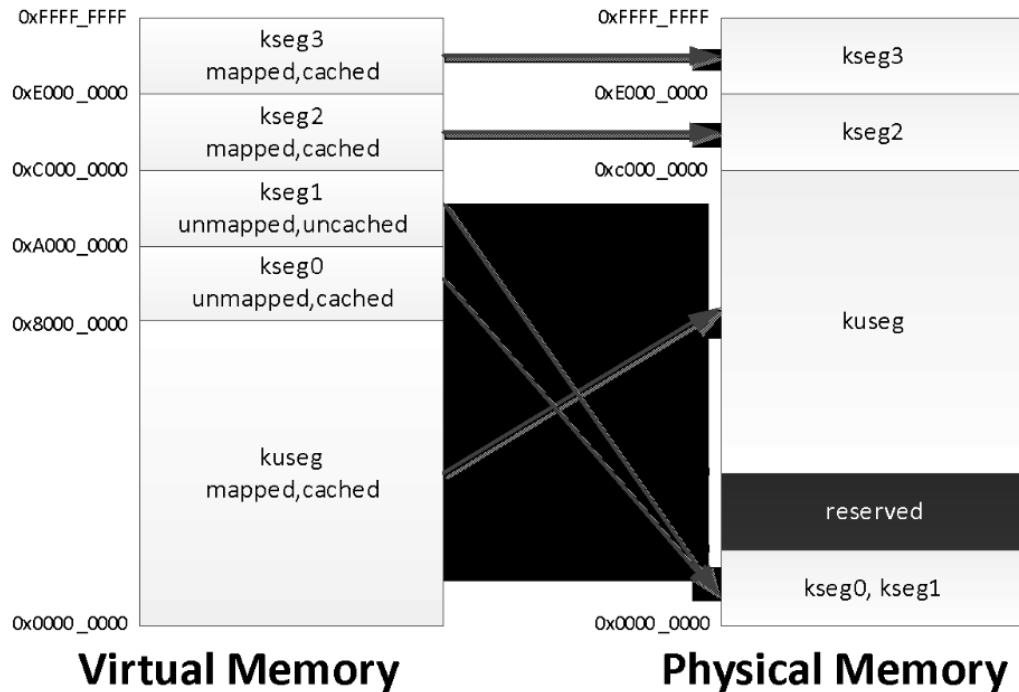 0xFFFF_FFFF
kseg3
mapped,cached
0xE000_0000
kseg2
mapped,cached
0xC000_0000
kseg1
unmapped,uncached
0xA000_0000
kseg0
unmapped,cached
0x8000_0000
kuseg
mapped,cached
0x0000_0000
Virtual Memory
0xFFFF_FFFF
kseg3
0xE000_0000
kseg2
0xc000_0000
kuseg
reserved
kseg0, kseg1
0x0000_0000
Physical Memory